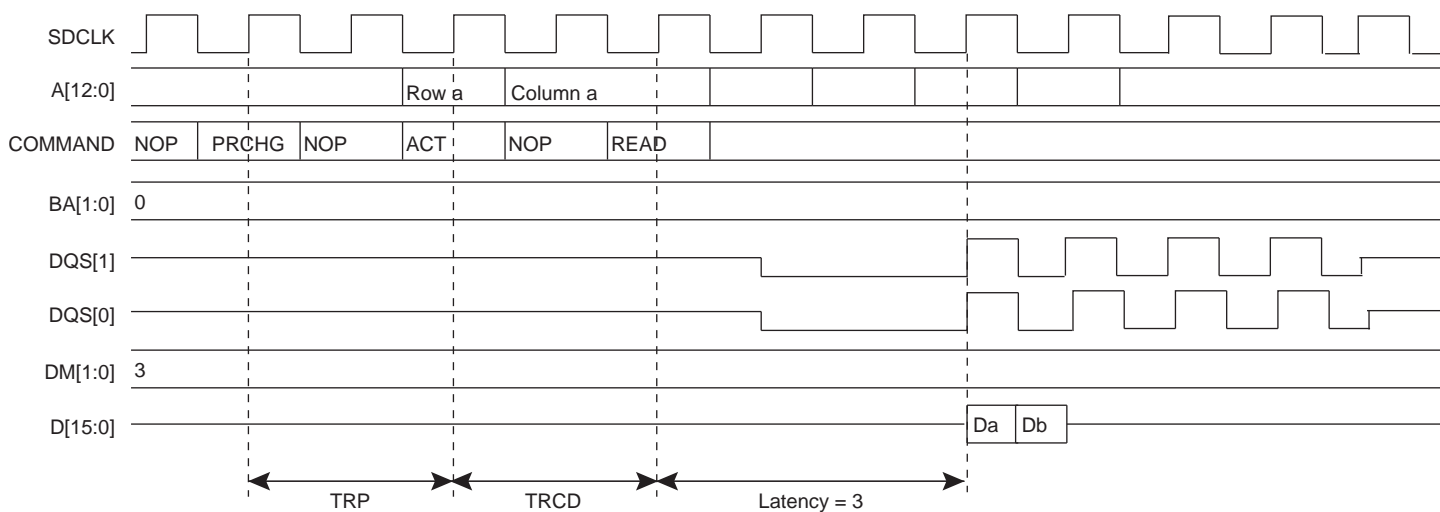 SDCLK
A[12:0] Row a Column a
COMMAND NOP PRCHG NOP ACT NOP READ
BA[1:0] 0
DQS[1]
DQS[0]
DM[1:0] 3
D[15:0] Da Db
TRP TRCD Latency = 3